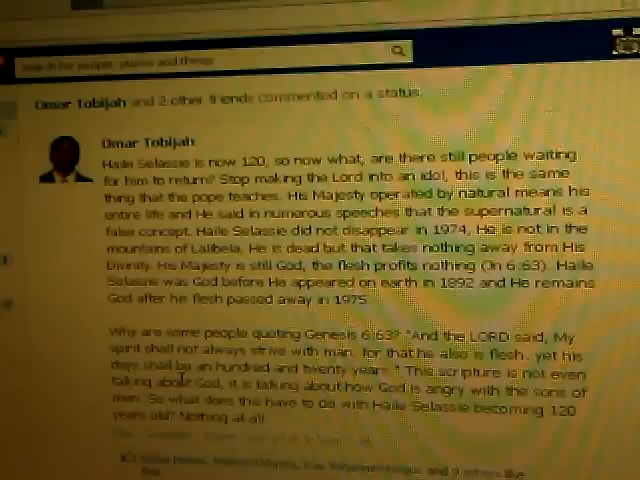 Search for people, places and things
Omar Tobijah and 2 other friends commented on a status.
Omar Tobijah
Haile Selassie is now 120, so now what, are there still people waiting
for him to return? Stop making the Lord into an idol, this is the same
thing that the pope teaches. His Majesty operated by natural means his
entire life and He said in numerous speeches that the supernatural is a
false concept. Haile Selassie did not disappear in 1974, He is not in the
mountains of Lalibela. He is dead but that takes nothing away from His
Divinity. His Majesty is still God, the flesh profits nothing (Jn 6:63). Haile
Selassie was God before He appeared on earth in 1892 and He remains
God after his flesh passed away in 1975.
Why are some people quoting Genesis 6:63? "And the LORD said, My
spirit shall not always strive with man, for that he also is flesh: yet his
days shall be an hundred and twenty years." This scripture is not even
talking about God, it is talking about how God is angry with the sons of
men. So what does this have to do with Haile Selassie becoming 120
years old? Nothing at all.
and 9 others like
this